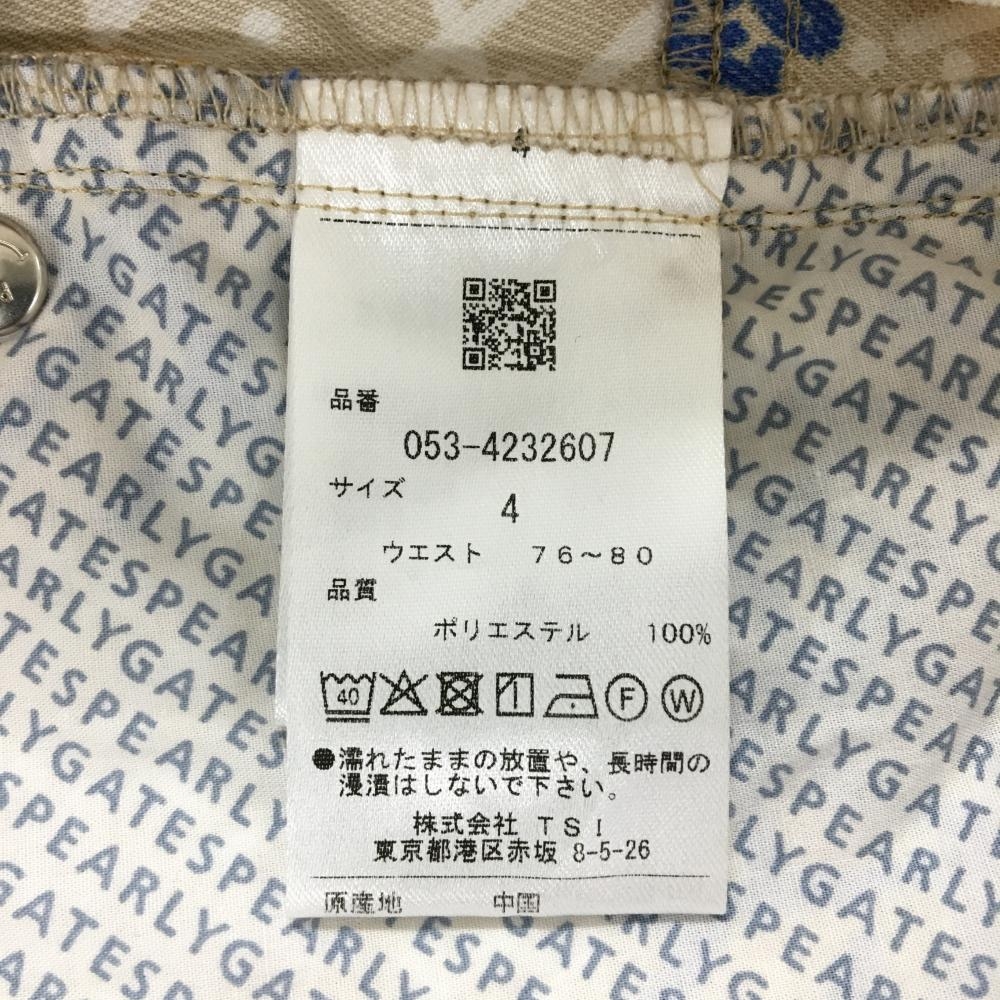 4
品番
053-4232607
サイズ
4
ウエスト 76～80
品質
ポリエステル 100%
40 F W
●濡れたままの放置や、長時間の
浸漬はしないで下さい。
株式会社 TSI
東京都港区赤坂 8-5-26
原産地 中国
PEARLYGATES